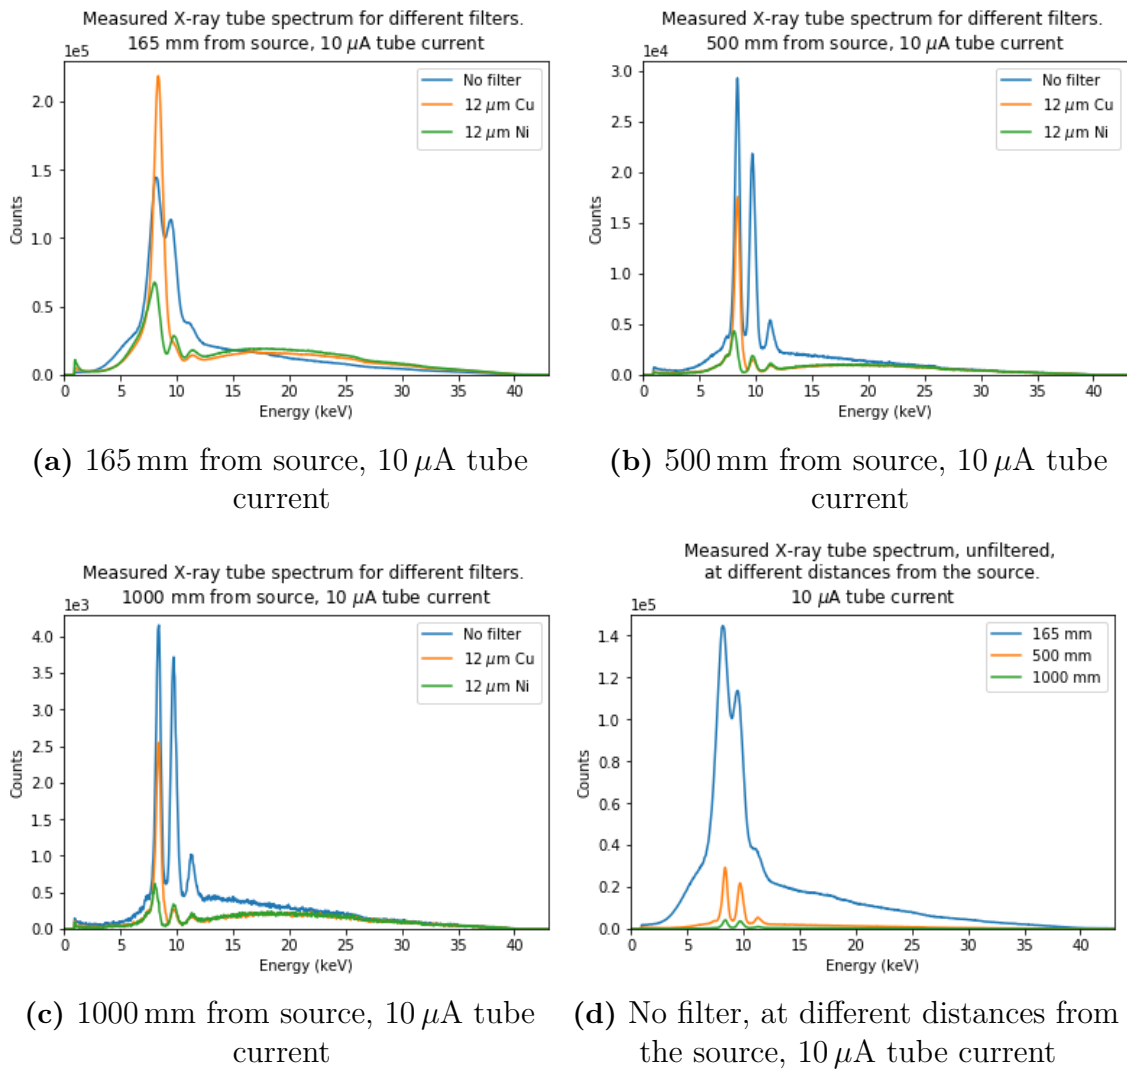 Measured X-ray tube spectrum for different filters.
165 mm from source, 10 μA tube current
1e5
2.0
1.5
1.0
0.5
0.0
Counts
No filter
12 μm Cu
12 μm Ni
0 5 10 15 20 25 30 35 40
Energy (keV)
(a) 165 mm from source, 10 μA tube
current
Measured X-ray tube spectrum for different filters.
500 mm from source, 10 μA tube current
1e4
3.0
2.5
2.0
1.5
1.0
0.5
0.0
Counts
No filter
12 μm Cu
12 μm Ni
0 5 10 15 20 25 30 35 40
Energy (keV)
(b) 500 mm from source, 10 μA tube
current
Measured X-ray tube spectrum for different filters.
1000 mm from source, 10 μA tube current
1e3
4.0
3.5
3.0
2.5
2.0
1.5
1.0
0.5
0.0
Counts
No filter
12 μm Cu
12 μm Ni
0 5 10 15 20 25 30 35 40
Energy (keV)
(c) 1000 mm from source, 10 μA tube
current
Measured X-ray tube spectrum, unfiltered,
at different distances from the source.
10 μA tube current
1e5
1.4
1.2
1.0
0.8
0.6
0.4
0.2
0.0
Counts
165 mm
500 mm
1000 mm
0 5 10 15 20 25 30 35 40
Energy (keV)
(d) No filter, at different distances from
the source, 10 μA tube current